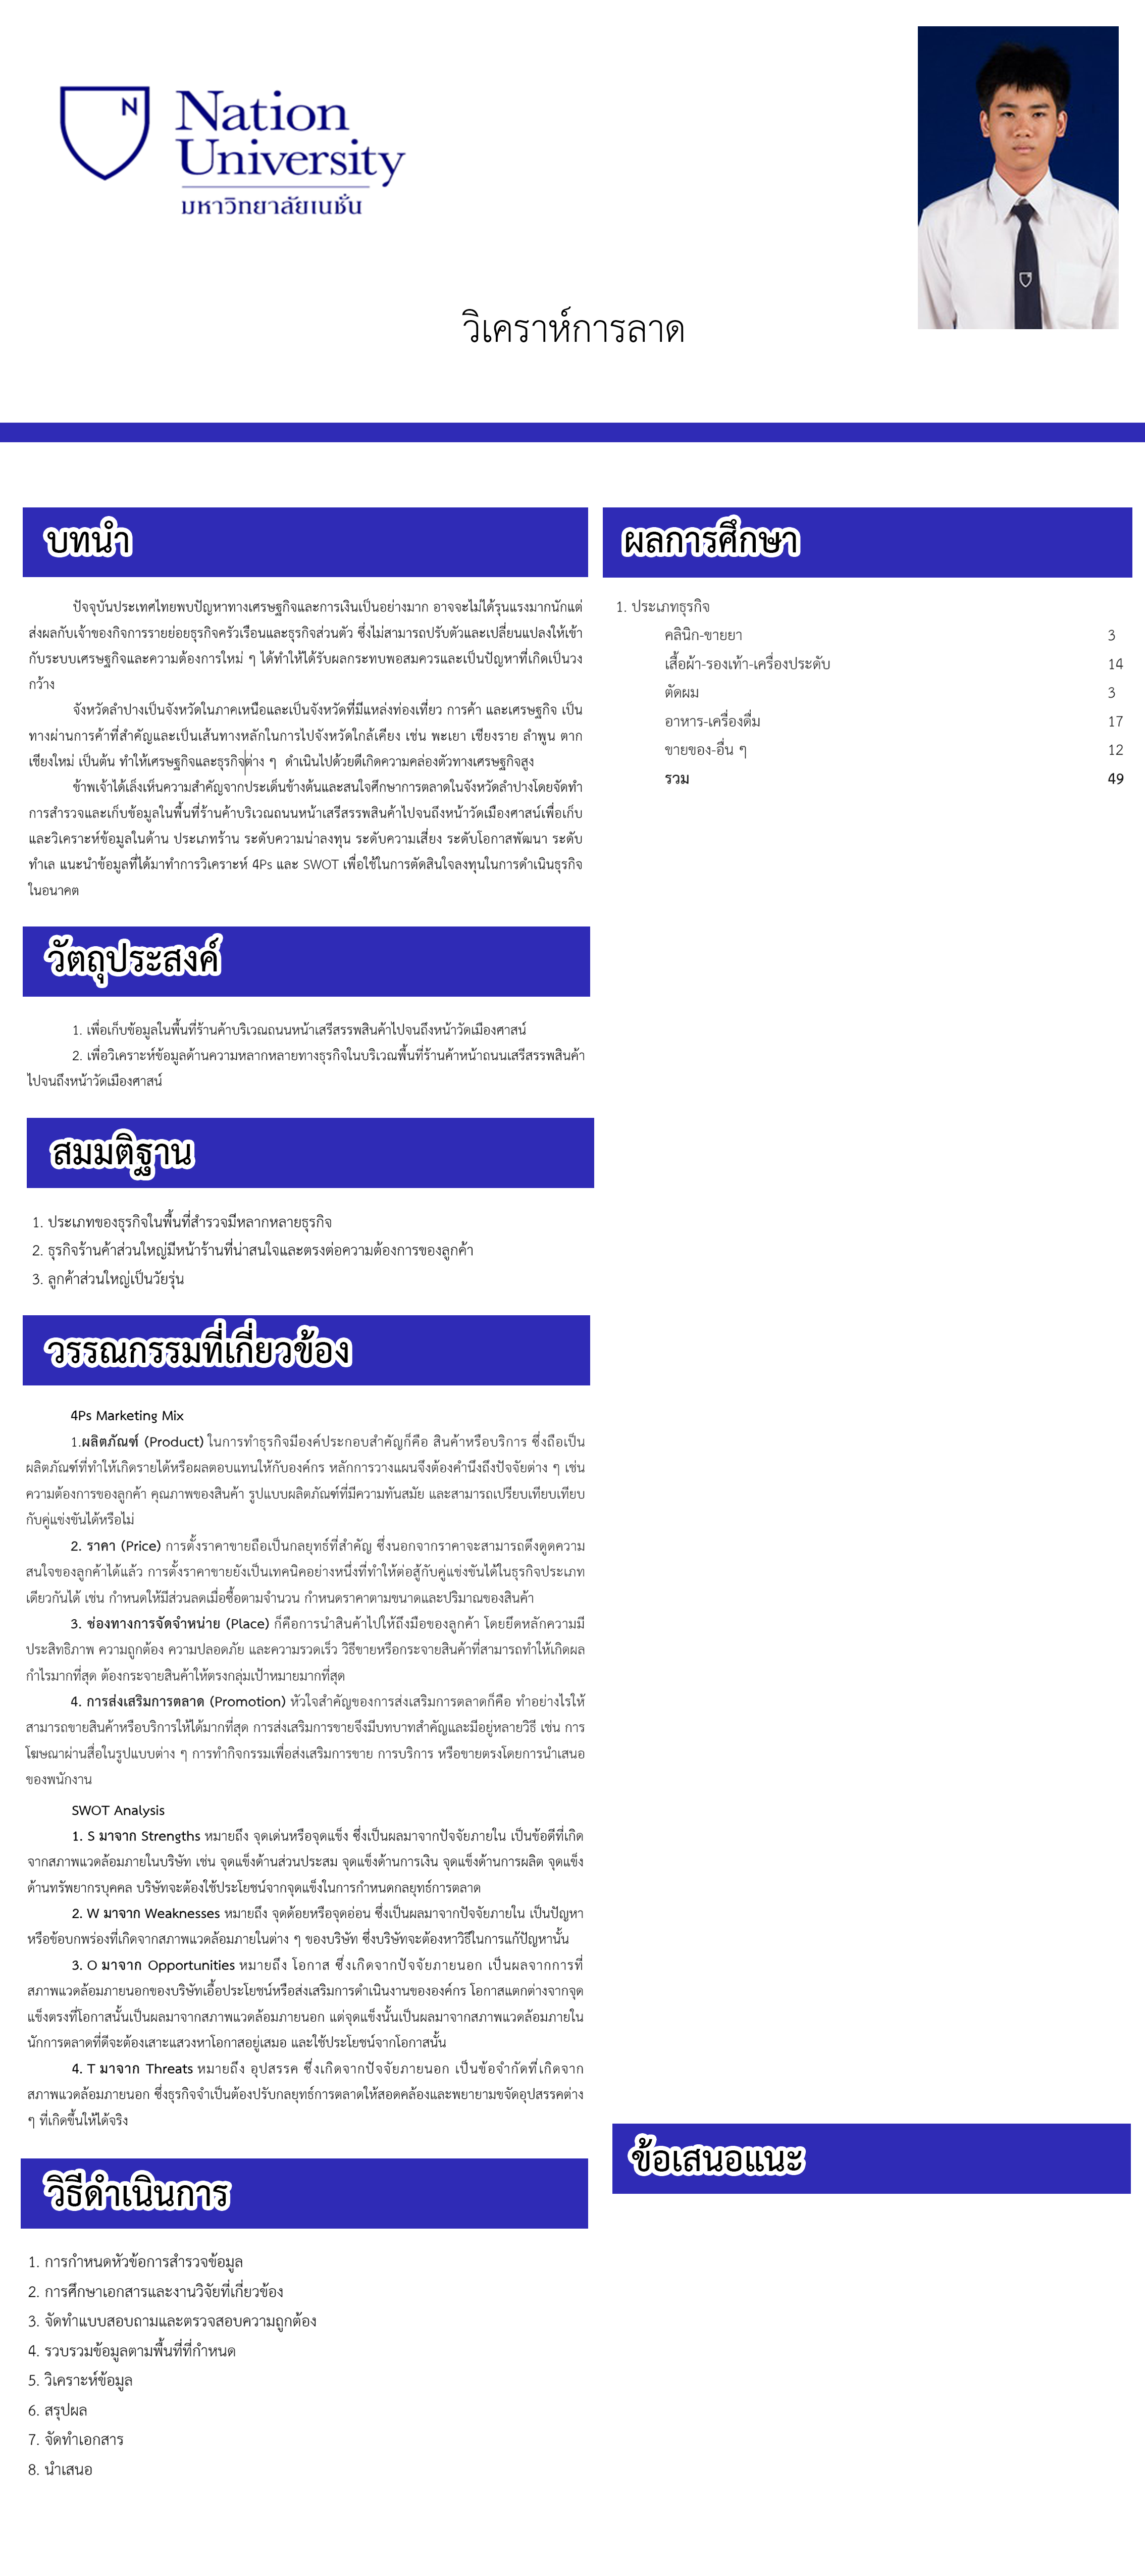 N
Nation
University
มหาวิทยาลัยเนชั่น
วิเคราห์การลาด
บทนำ
ปัจจุบันประเทศไทยพบปัญหาทางเศรษฐกิจและการเงินเป็นอย่างมาก อาจจะไม่ได้รุนแรงมากนักแต่
ส่งผลกับเจ้าของกิจการรายย่อยธุรกิจครัวเรือนและธุรกิจส่วนตัว ซึ่งไม่สามารถปรับตัวและเปลี่ยนแปลงให้เข้า
กับระบบเศรษฐกิจและความต้องการใหม่ ๆ ได้ทำให้ได้รับผลกระทบพอสมควรและเป็นปัญหาที่เกิดเป็นวง
กว้าง
จังหวัดลำปางเป็นจังหวัดในภาคเหนือและเป็นจังหวัดที่มีแหล่งท่องเที่ยว การค้า และเศรษฐกิจ เป็น
ทางผ่านการค้าที่สำคัญและเป็นเส้นทางหลักในการไปจังหวัดใกล้เคียง เช่น พะเยา เชียงราย ลำพูน ตาก
เชียงใหม่ เป็นต้น ทำให้เศรษฐกิจและธุรกิจต่าง ๆ ดำเนินไปด้วยดีเกิดความคล่องตัวทางเศรษฐกิจสูง
ข้าพเจ้าได้เล็งเห็นความสำคัญจากประเด็นข้างต้นและสนใจศึกษาการตลาดในจังหวัดลำปางโดยจัดทำ
การสำรวจและเก็บข้อมูลในพื้นที่ร้านค้าบริเวณถนนหน้าเสรีสรรพสินค้าไปจนถึงหน้าวัดเมืองศาสน์เพื่อเก็บ
และวิเคราะห์ข้อมูลในด้าน ประเภทร้าน ระดับความน่าลงทุน ระดับความเสี่ยง ระดับโอกาสพัฒนา ระดับ
ทำเล แนะนำข้อมูลที่ได้มาทำการวิเคราะห์ 4Ps และ SWOT เพื่อใช้ในการตัดสินใจลงทุนในการดำเนินธุรกิจ
ในอนาคต
วัตถุประสงค์
1. เพื่อเก็บข้อมูลในพื้นที่ร้านค้าบริเวณถนนหน้าเสรีสรรพสินค้าไปจนถึงหน้าวัดเมืองศาสน์
2. เพื่อวิเคราะห์ข้อมูลด้านความหลากหลายทางธุรกิจในบริเวณพื้นที่ร้านค้าหน้าถนนเสรีสรรพสินค้า
ไปจนถึงหน้าวัดเมืองศาสน์
สมมติฐาน
1. ประเภทของธุรกิจในพื้นที่สำรวจมีหลากหลายธุรกิจ
2. ธุรกิจร้านค้าส่วนใหญ่มีหน้าร้านที่น่าสนใจและตรงต่อความต้องการของลูกค้า
3. ลูกค้าส่วนใหญ่เป็นวัยรุ่น
วรรณกรรมที่เกี่ยวข้อง
4Ps Marketing Mix
1.ผลิตภัณฑ์ (Product) ในการทำธุรกิจมีองค์ประกอบสำคัญก็คือ สินค้าหรือบริการ ซึ่งถือเป็น
ผลิตภัณฑ์ที่ทำให้เกิดรายได้หรือผลตอบแทนให้กับองค์กร หลักการวางแผนจึงต้องคำนึงถึงปัจจัยต่าง ๆ เช่น
ความต้องการของลูกค้า คุณภาพของสินค้า รูปแบบผลิตภัณฑ์ที่มีความทันสมัย และสามารถเปรียบเทียบเทียบ
กับคู่แข่งขันได้หรือไม่
2. ราคา (Price) การตั้งราคาขายถือเป็นกลยุทธ์ที่สำคัญ ซึ่งนอกจากราคาจะสามารถดึงดูดความ
สนใจของลูกค้าได้แล้ว การตั้งราคาขายยังเป็นเทคนิคอย่างหนึ่งที่ทำให้ต่อสู้กับคู่แข่งขันได้ในธุรกิจประเภท
เดียวกันได้ เช่น กำหนดให้มีส่วนลดเมื่อซื้อตามจำนวน กำหนดราคาตามขนาดและปริมาณของสินค้า
3. ช่องทางการจัดจำหน่าย (Place) ก็คือการนำสินค้าไปให้ถึงมือของลูกค้า โดยยึดหลักความมี
ประสิทธิภาพ ความถูกต้อง ความปลอดภัย และความรวดเร็ว วิธีขายหรือกระจายสินค้าที่สามารถทำให้เกิดผล
กำไรมากที่สุด ต้องกระจายสินค้าให้ตรงกลุ่มเป้าหมายมากที่สุด
4. การส่งเสริมการตลาด (Promotion) หัวใจสำคัญของการส่งเสริมการตลาดก็คือ ทำอย่างไรให้
สามารถขายสินค้าหรือบริการให้ได้มากที่สุด การส่งเสริมการขายจึงมีบทบาทสำคัญและมีอยู่หลายวิธี เช่น การ
โฆษณาผ่านสื่อในรูปแบบต่าง ๆ การทำกิจกรรมเพื่อส่งเสริมการขาย การบริการ หรือขายตรงโดยการนำเสนอ
ของพนักงาน
SWOT Analysis
1. S มาจาก Strengths หมายถึง จุดเด่นหรือจุดแข็ง ซึ่งเป็นผลมาจากปัจจัยภายใน เป็นข้อดีที่เกิด
จากสภาพแวดล้อมภายในบริษัท เช่น จุดแข็งด้านส่วนประสม จุดแข็งด้านการเงิน จุดแข็งด้านการผลิต จุดแข็ง
ด้านทรัพยากรบุคคล บริษัทจะต้องใช้ประโยชน์จากจุดแข็งในการกำหนดกลยุทธ์การตลาด
2. W มาจาก Weaknesses หมายถึง จุดด้อยหรือจุดอ่อน ซึ่งเป็นผลมาจากปัจจัยภายใน เป็นปัญหา
หรือข้อบกพร่องที่เกิดจากสภาพแวดล้อมภายในต่าง ๆ ของบริษัท ซึ่งบริษัทจะต้องหาวิธีในการแก้ปัญหานั้น
3. O มาจาก Opportunities หมายถึง โอกาส ซึ่งเกิดจากปัจจัยภายนอก เป็นผลจากการที่
สภาพแวดล้อมภายนอกของบริษัทเอื้อประโยชน์หรือส่งเสริมการดำเนินงานขององค์กร โอกาสแตกต่างจากจุด
แข็งตรงที่โอกาสนั้นเป็นผลมาจากสภาพแวดล้อมภายนอก แต่จุดแข็งนั้นเป็นผลมาจากสภาพแวดล้อมภายใน
นักการตลาดที่ดีจะต้องเสาะแสวงหาโอกาสอยู่เสมอ และใช้ประโยชน์จากโอกาสนั้น
4. T มาจาก Threats หมายถึง อุปสรรค ซึ่งเกิดจากปัจจัยภายนอก เป็นข้อจำกัดที่เกิดจาก
สภาพแวดล้อมภายนอก ซึ่งธุรกิจจำเป็นต้องปรับกลยุทธ์การตลาดให้สอดคล้องและพยายามขจัดอุปสรรคต่าง
ๆ ที่เกิดขึ้นให้ได้จริง
วิธีดำเนินการ
1. การกำหนดหัวข้อการสำรวจข้อมูล
2. การศึกษาเอกสารและงานวิจัยที่เกี่ยวข้อง
3. จัดทำแบบสอบถามและตรวจสอบความถูกต้อง
4. รวบรวมข้อมูลตามพื้นที่ที่กำหนด
5. วิเคราะห์ข้อมูล
6. สรุปผล
7. จัดทำเอกสาร
8. นำเสนอ
ผลการศึกษา
1. ประเภทธุรกิจ
คลินิก-ขายยา 3
เสื้อผ้า-รองเท้า-เครื่องประดับ 14
ตัดผม 3
อาหาร-เครื่องดื่ม 17
ขายของ-อื่น ๆ 12
รวม 49
ข้อเสนอแนะ